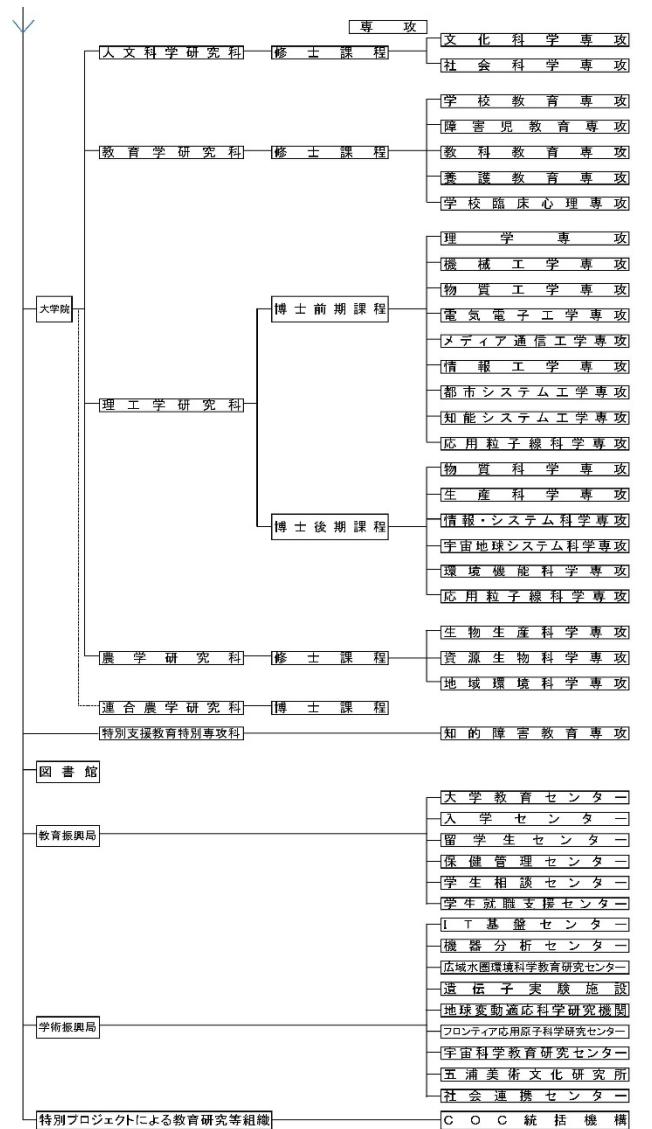 専攻
人文科学研究科
修士課程
文化科学専攻
社会科学専攻
教育学研究科
修士課程
学校教育専攻
障害児教育専攻
教科教育専攻
養護教育専攻
学校臨床心理専攻
大学院
理工学研究科
博士前期課程
理学専攻
機械工学専攻
物質工学専攻
電気電子工学専攻
メディア通信工学専攻
情報工学専攻
都市システム工学専攻
知能システム工学専攻
応用粒子線科学専攻
博士後期課程
物質科学専攻
生産科学専攻
情報・システム科学専攻
宇宙地球システム科学専攻
環境機能科学専攻
応用粒子線科学専攻
農学研究科
修士課程
生物生産科学専攻
資源生物科学専攻
地域環境科学専攻
連合農学研究科
博士課程
特別支援教育特別専攻科
知的障害教育専攻
図書館
教育振興局
大学教育センター
入学センター
留学生センター
保健管理センター
学生相談センター
学生就職支援センター
学術振興局
IT基盤センター
機器分析センター
広域水圏環境科学教育研究センター
遺伝子実験施設
地球変動適応科学研究機関
フロンティア応用原子科学研究センター
宇宙科学教育研究センター
五浦美術文化研究所
社会連携センター
特別プロジェクトによる教育研究等組織
COC統括機構